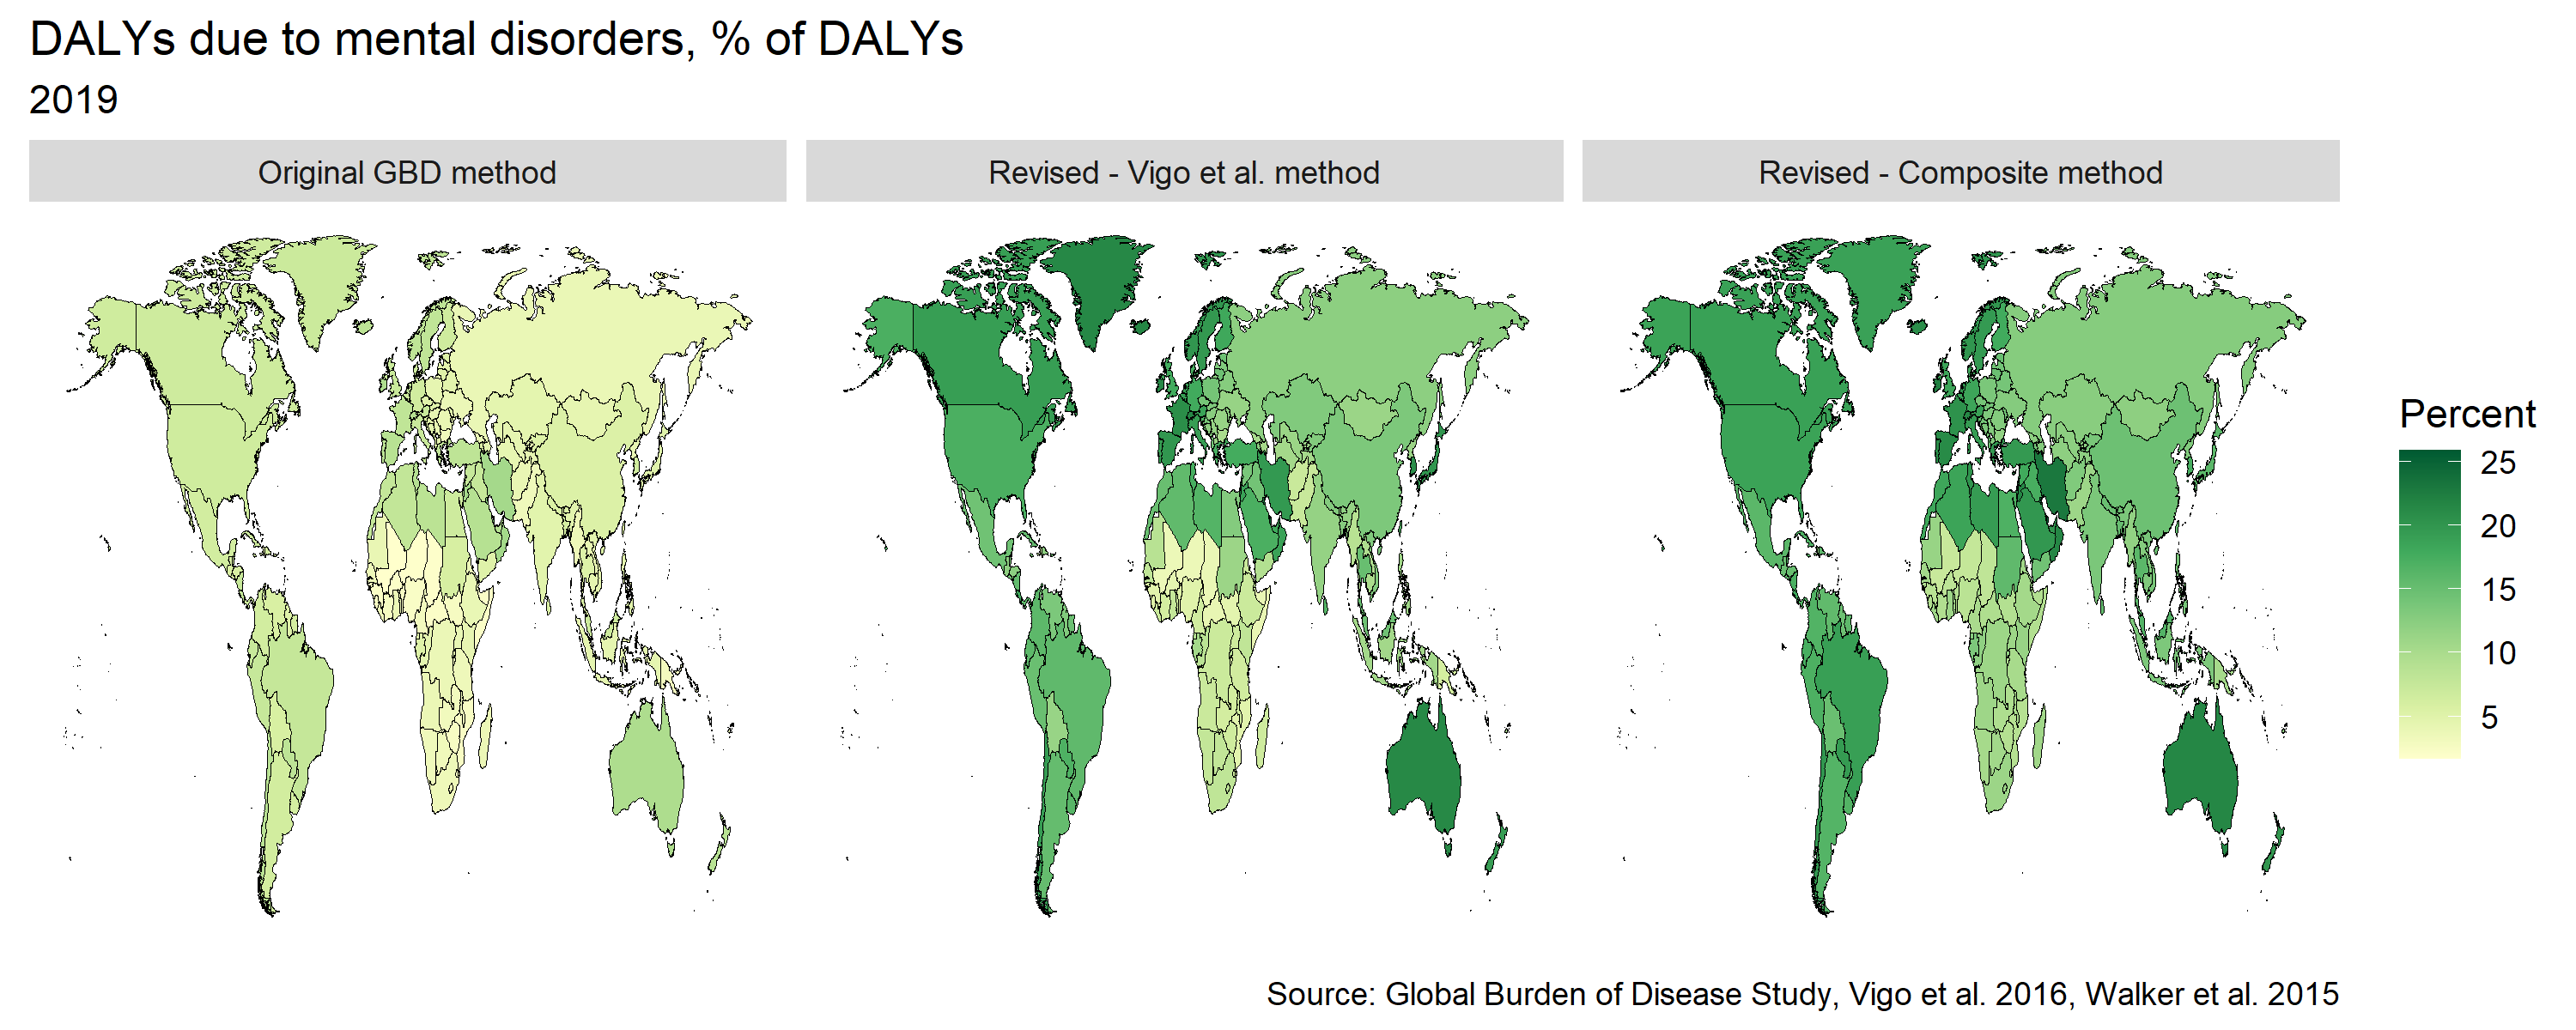 DALYs due to mental disorders, % of DALYs
2019
Original GBD method
Revised - Vigo et al. method
Revised - Composite method
Percent
25
20
15
10
5
Source: Global Burden of Disease Study, Vigo et al. 2016, Walker et al. 2015